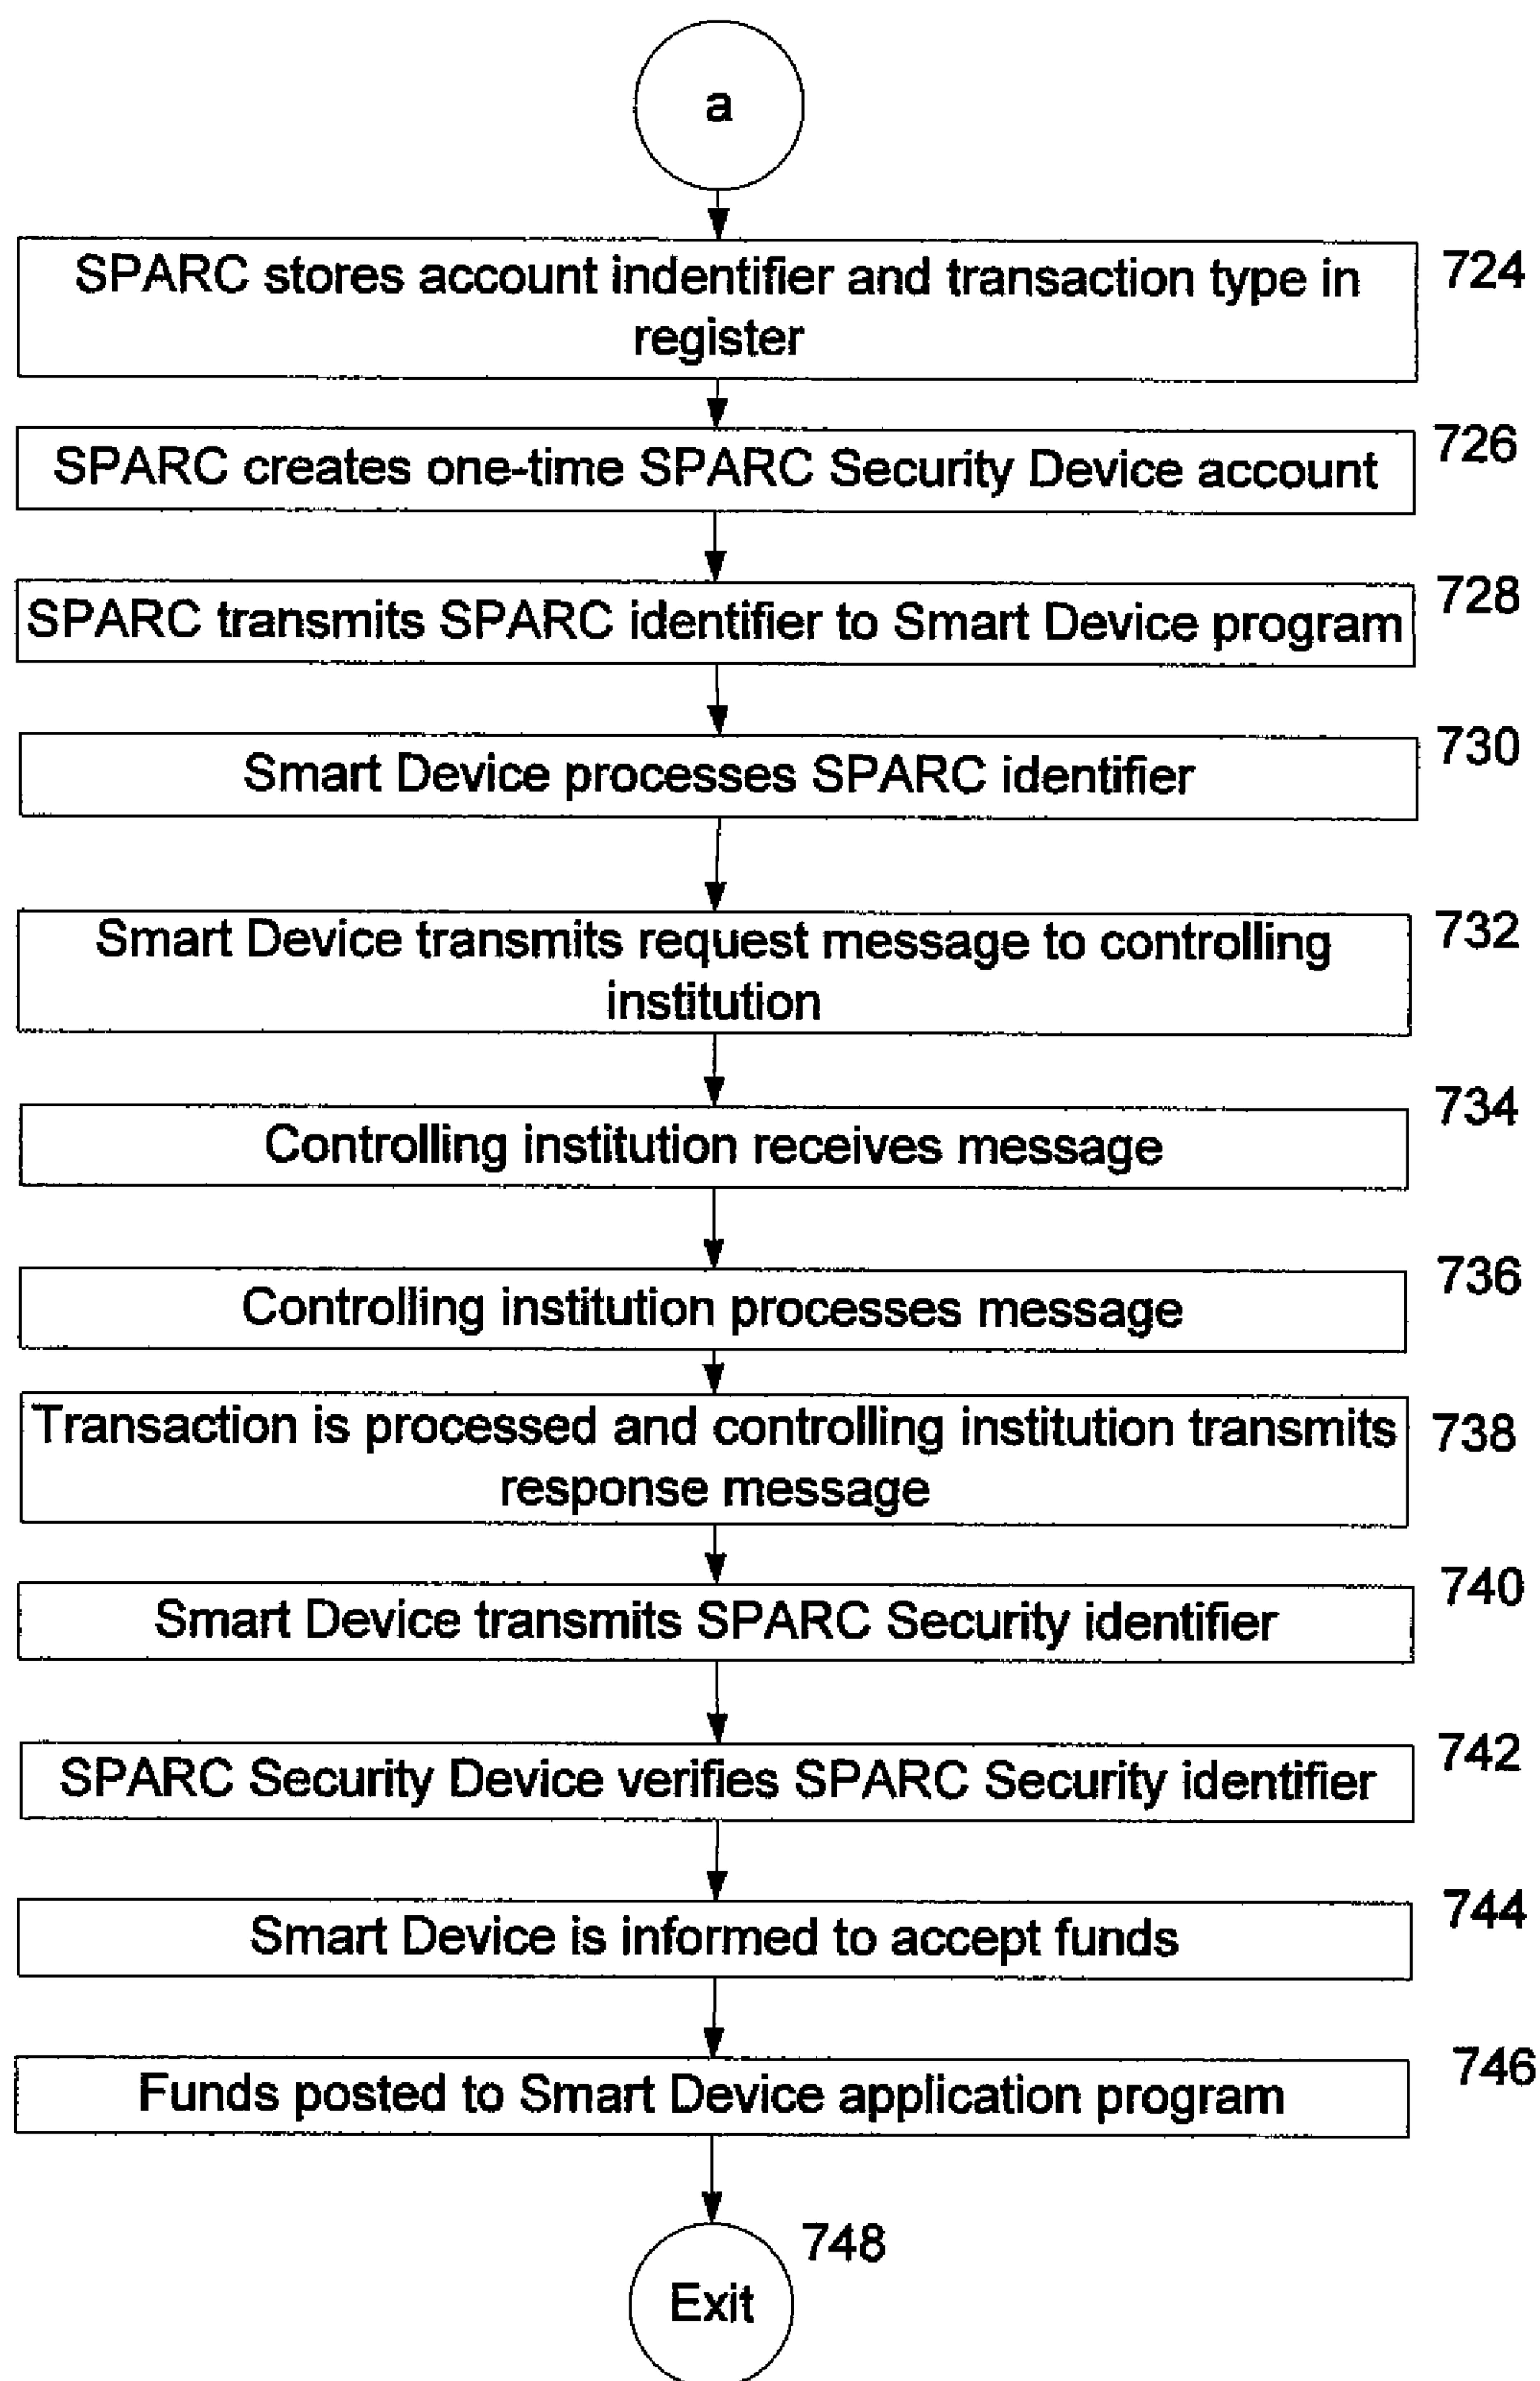 a
SPARC stores account indentifier and transaction type in
register
724
SPARC creates one-time SPARC Security Device account
726
SPARC transmits SPARC identifier to Smart Device program
728
Smart Device processes SPARC identifier
730
Smart Device transmits request message to controlling
institution
732
Controlling institution receives message
734
Controlling institution processes message
736
Transaction is processed and controlling institution transmits
response message
738
Smart Device transmits SPARC Security identifier
740
SPARC Security Device verifies SPARC Security identifier
742
Smart Device is informed to accept funds
744
Funds posted to Smart Device application program
746
748
Exit